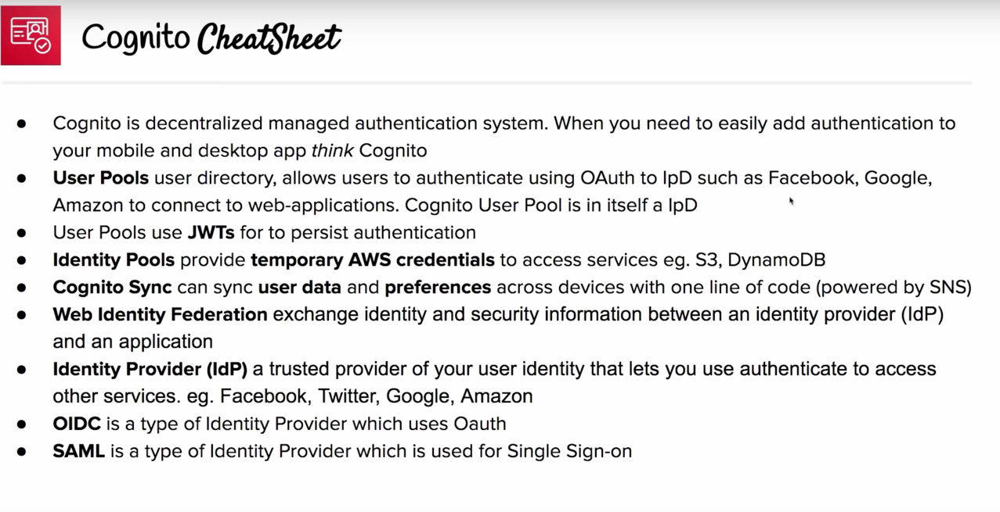 Cognito CheatSheet
● Cognito is decentralized managed authentication system. When you need to easily add authentication to
your mobile and desktop app think Cognito
● User Pools user directory, allows users to authenticate using OAuth to IpD such as Facebook, Google,
Amazon to connect to web-applications. Cognito User Pool is in itself a IpD
● User Pools use JWTs for to persist authentication
● Identity Pools provide temporary AWS credentials to access services eg. S3, DynamoDB
● Cognito Sync can sync user data and preferences across devices with one line of code (powered by SNS)
● Web Identity Federation exchange identity and security information between an identity provider (IdP)
and an application
● Identity Provider (IdP) a trusted provider of your user identity that lets you use authenticate to access
other services. eg. Facebook, Twitter, Google, Amazon
● OIDC is a type of Identity Provider which uses Oauth
● SAML is a type of Identity Provider which is used for Single Sign-on